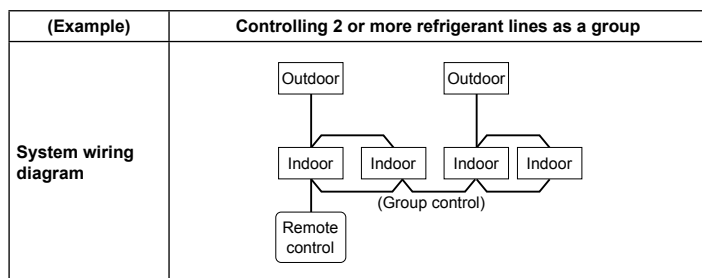 (Example)
Controlling 2 or more refrigerant lines as a group
System wiring
diagram
Outdoor
Outdoor
Indoor
Indoor
Indoor
Indoor
(Group control)
Remote
control